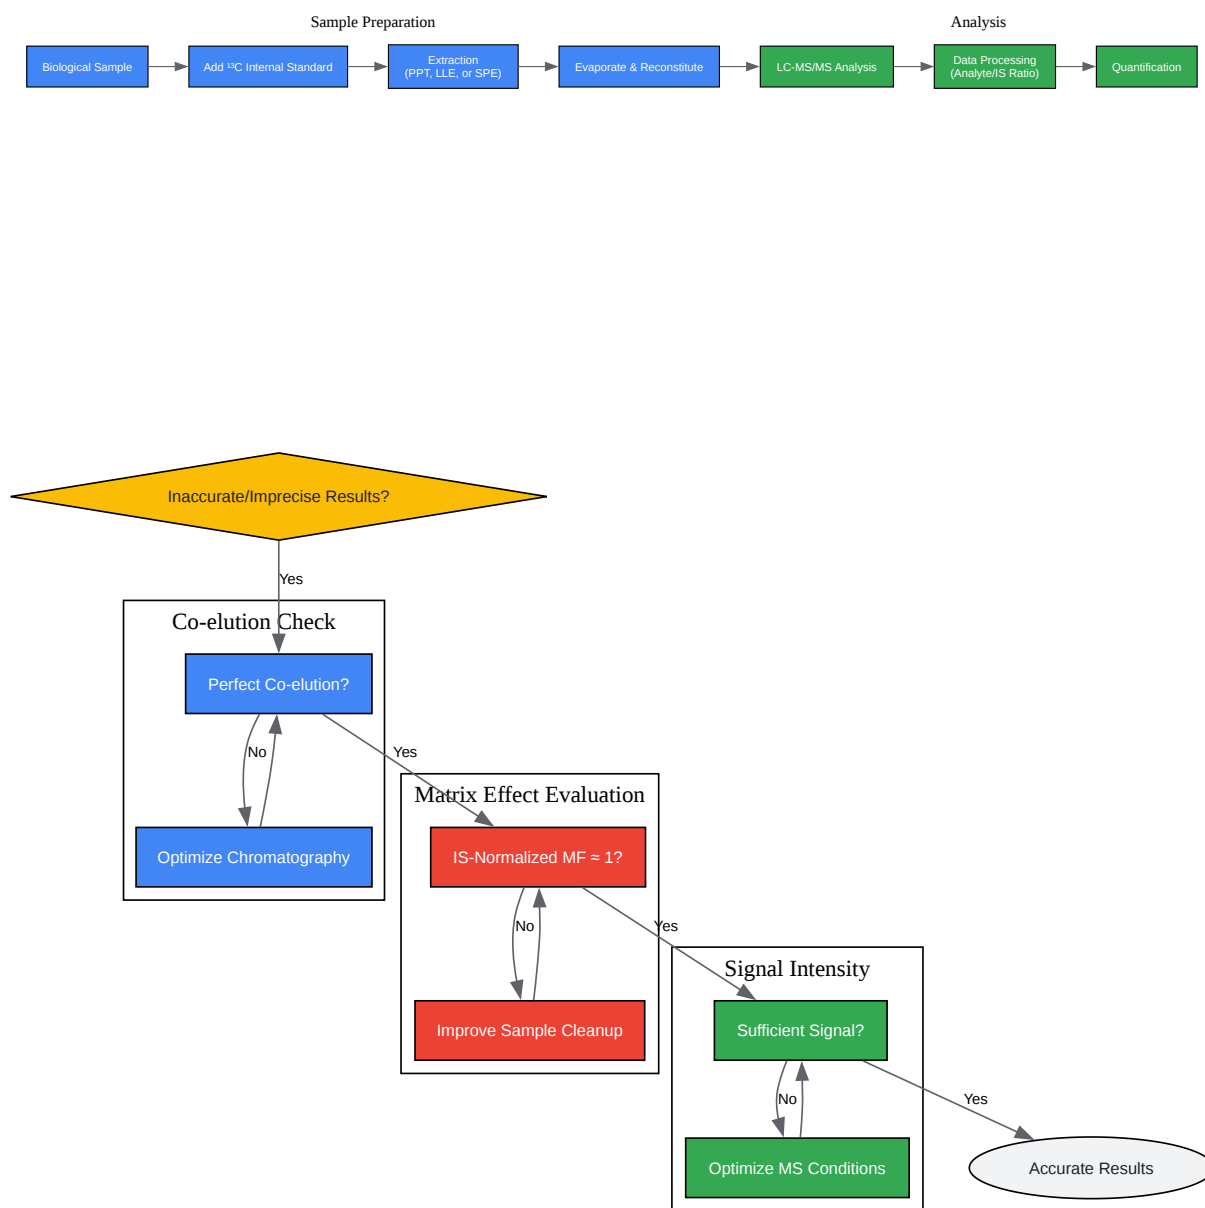 Sample Preparation
Analysis
Biological Sample
Add ¹³C Internal Standard
Extraction
(PPT, LLE, or SPE)
Evaporate & Reconstitute
LC-MS/MS Analysis
Data Processing
(Analyte/IS Ratio)
Quantification
Inaccurate/Imprecise Results?
Yes
Co-elution Check
Perfect Co-elution?
No
Yes
Optimize Chromatography
Matrix Effect Evaluation
IS-Normalized MF ≈ 1?
No
Yes
Improve Sample Cleanup
Signal Intensity
Sufficient Signal?
No
Yes
Optimize MS Conditions
Accurate Results